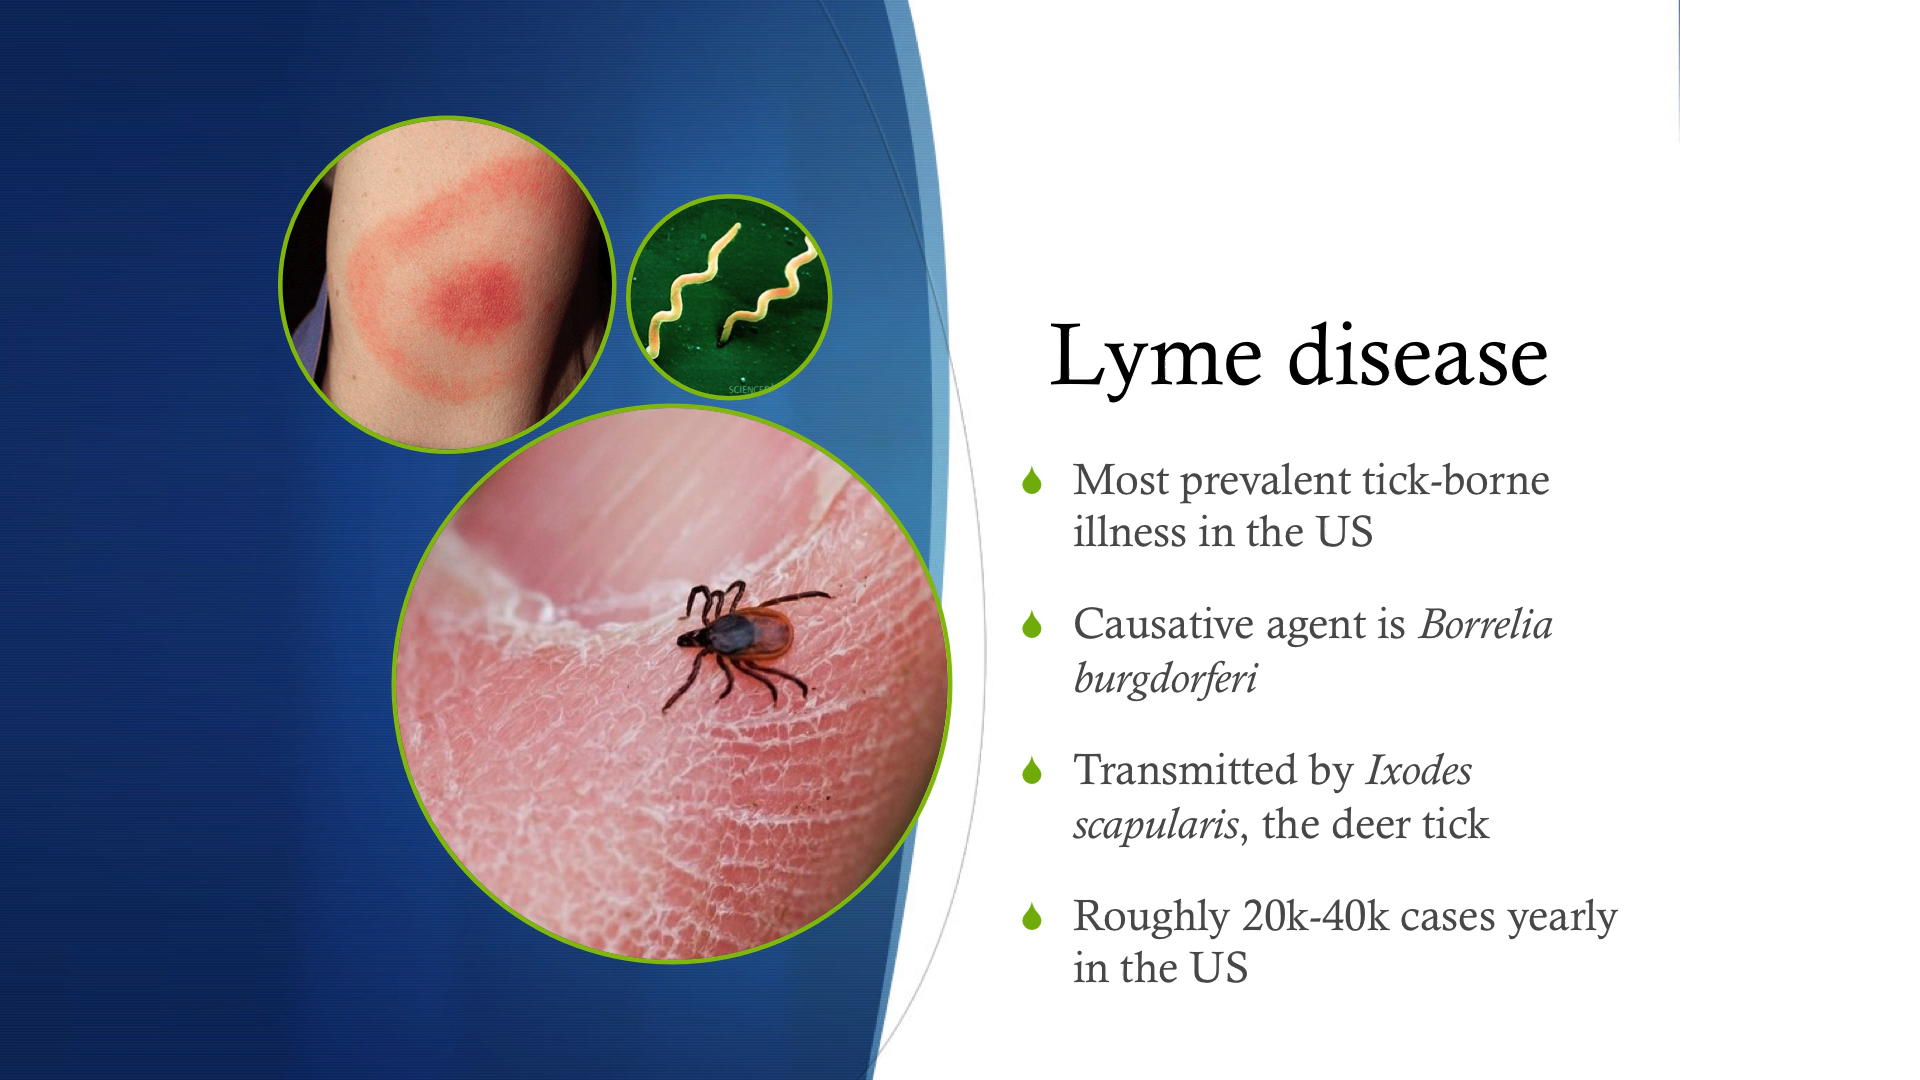 Lyme disease
Most prevalent tick-borne
illness in the US
Causative agent is Borrelia
burgdorferi
Transmitted by Ixodes
scapularis, the deer tick
Roughly 20k-40k cases yearly
in the US